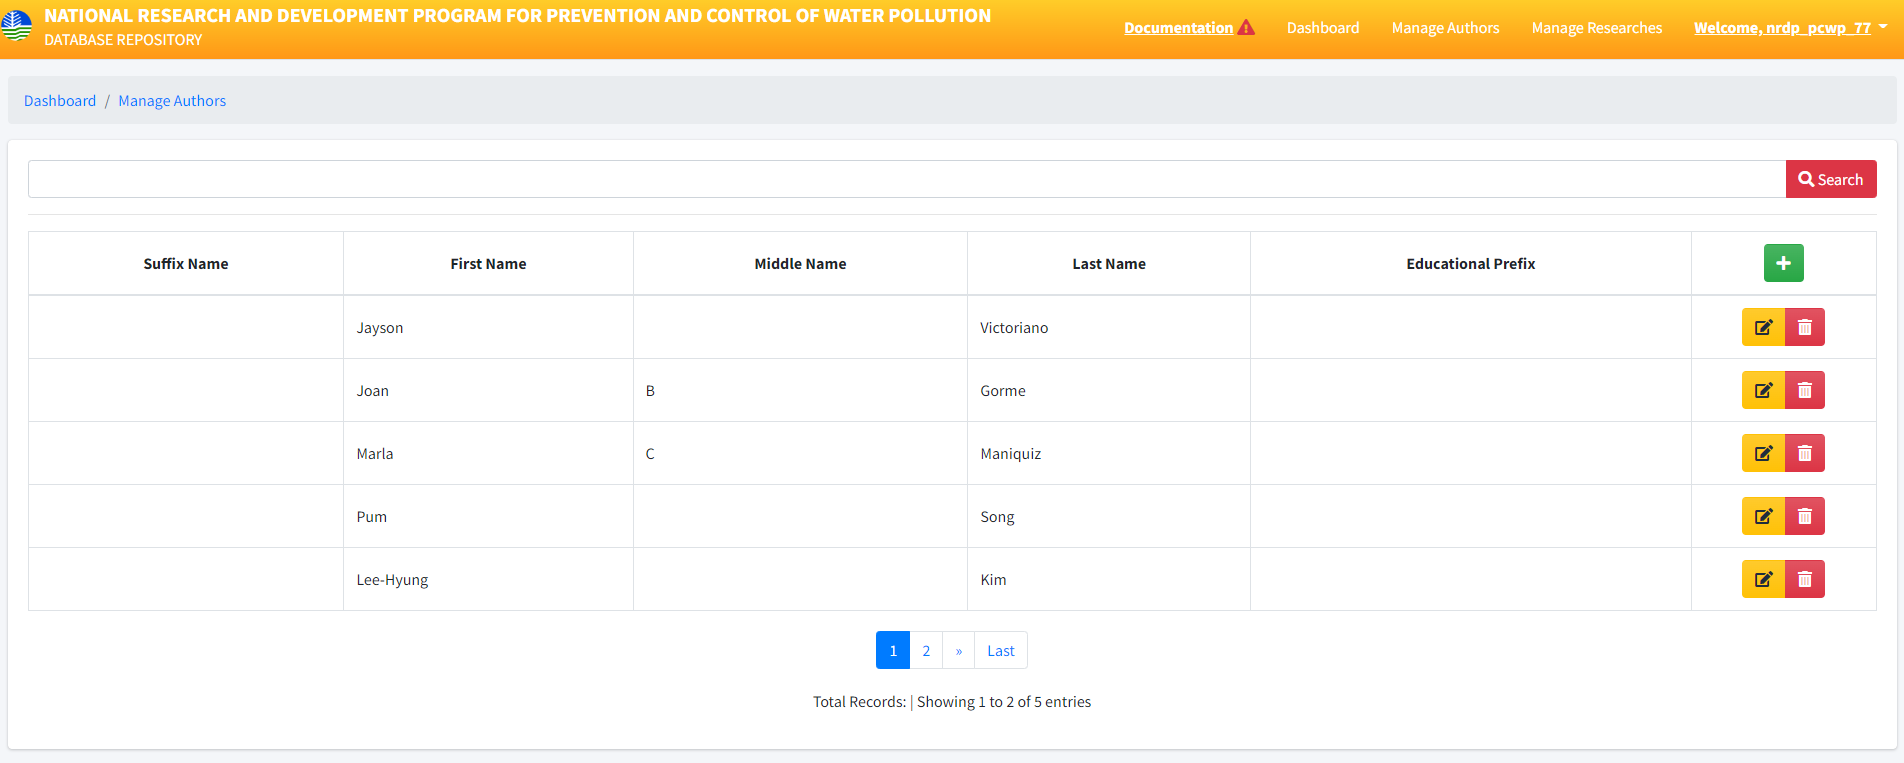 NATIONAL RESEARCH AND DEVELOPMENT PROGRAM FOR PREVENTION AND CONTROL OF WATER POLLUTION
DATABASE REPOSITORY
Documentation Dashboard Manage Authors Manage Researches Welcome, nrdp_pcwp_77
Dashboard / Manage Authors
Search
Suffix Name First Name Middle Name Last Name Educational Prefix
Jayson Victoriano
Joan B Gorme
Marla C Maniquiz
Pum Song
Lee-Hyung Kim
1 2 » Last
Total Records: | Showing 1 to 2 of 5 entries